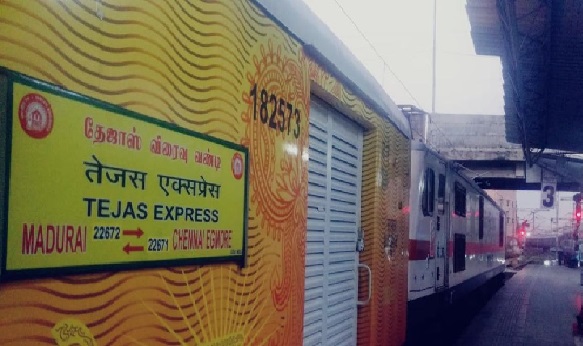 தேஜாஸ் விரைவு வண்டி
तेजस एक्सप्रेस
TEJAS EXPRESS
MADURAI 22672 22671 CHENNAI EGMORE
182573
3